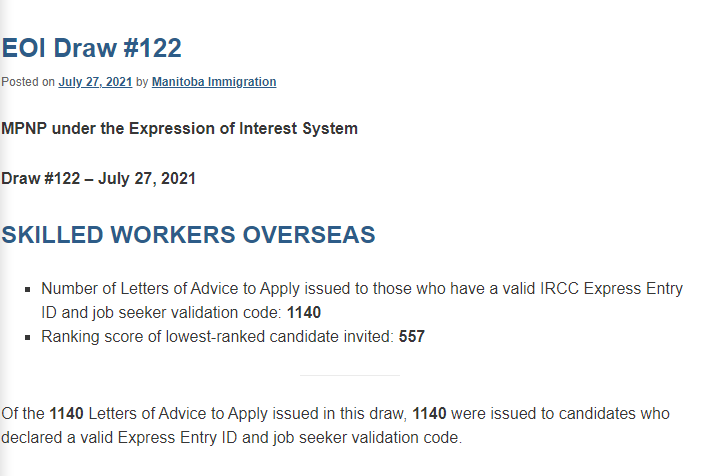 EOI Draw #122
Posted on July 27, 2021 by Manitoba Immigration
MPNP under the Expression of Interest System
Draw #122 – July 27, 2021
SKILLED WORKERS OVERSEAS
▪ Number of Letters of Advice to Apply issued to those who have a valid IRCC Express Entry
ID and job seeker validation code: 1140
▪ Ranking score of lowest-ranked candidate invited: 557
Of the 1140 Letters of Advice to Apply issued in this draw, 1140 were issued to candidates who
declared a valid Express Entry ID and job seeker validation code.